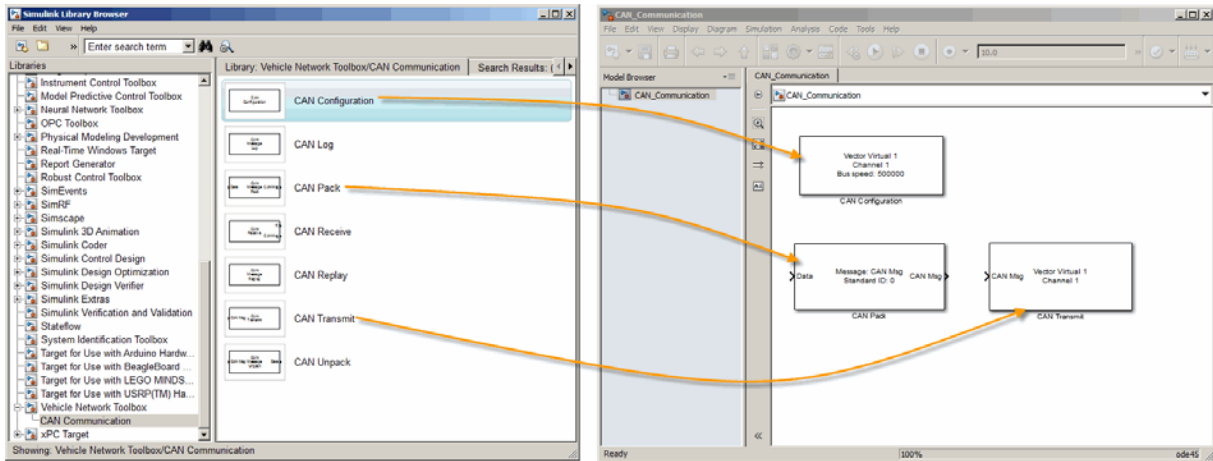 Simulink Library Browser
File Edit View Help
» Enter search term
Libraries
Instrument Control Toolbox
Model Predictive Control Toolbox
Neural Network Toolbox
OPC Toolbox
Physical Modeling Development
Real-Time Windows Target
Report Generator
Robust Control Toolbox
SimEvents
SimRF
Simscape
Simulink 3D Animation
Simulink Coder
Simulink Control Design
Simulink Design Optimization
Simulink Design Verifier
Simulink Extras
Simulink Verification and Validation
Stateflow
System Identification Toolbox
Target for Use with Arduino Hardw...
Target for Use with BeagleBoard ...
Target for Use with LEGO MINDS...
Target for Use with USRP(TM) Ha...
Vehicle Network Toolbox
CAN Communication
xPC Target
Library: Vehicle Network Toolbox/CAN Communication
Search Results: (
CAN Configuration
CAN Log
CAN Pack
CAN Receive
CAN Replay
CAN Transmit
CAN Unpack
Showing: Vehicle Network Toolbox/CAN Communication
CAN_Communication
File Edit View Display Diagram Simulation Analysis Code Tools Help
10.0
»
Model Browser
CAN_Communication
CAN_Communication
CAN_Communication
Vector Virtual 1
Channel 1
Bus speed: 500000
CAN Configuration
Data
Message: CAN Msg
Standard ID: 0
CAN Msg
CAN Pack
CAN Msg
Vector Virtual 1
Channel 1
CAN Transmit
«
Ready
100%
ode45